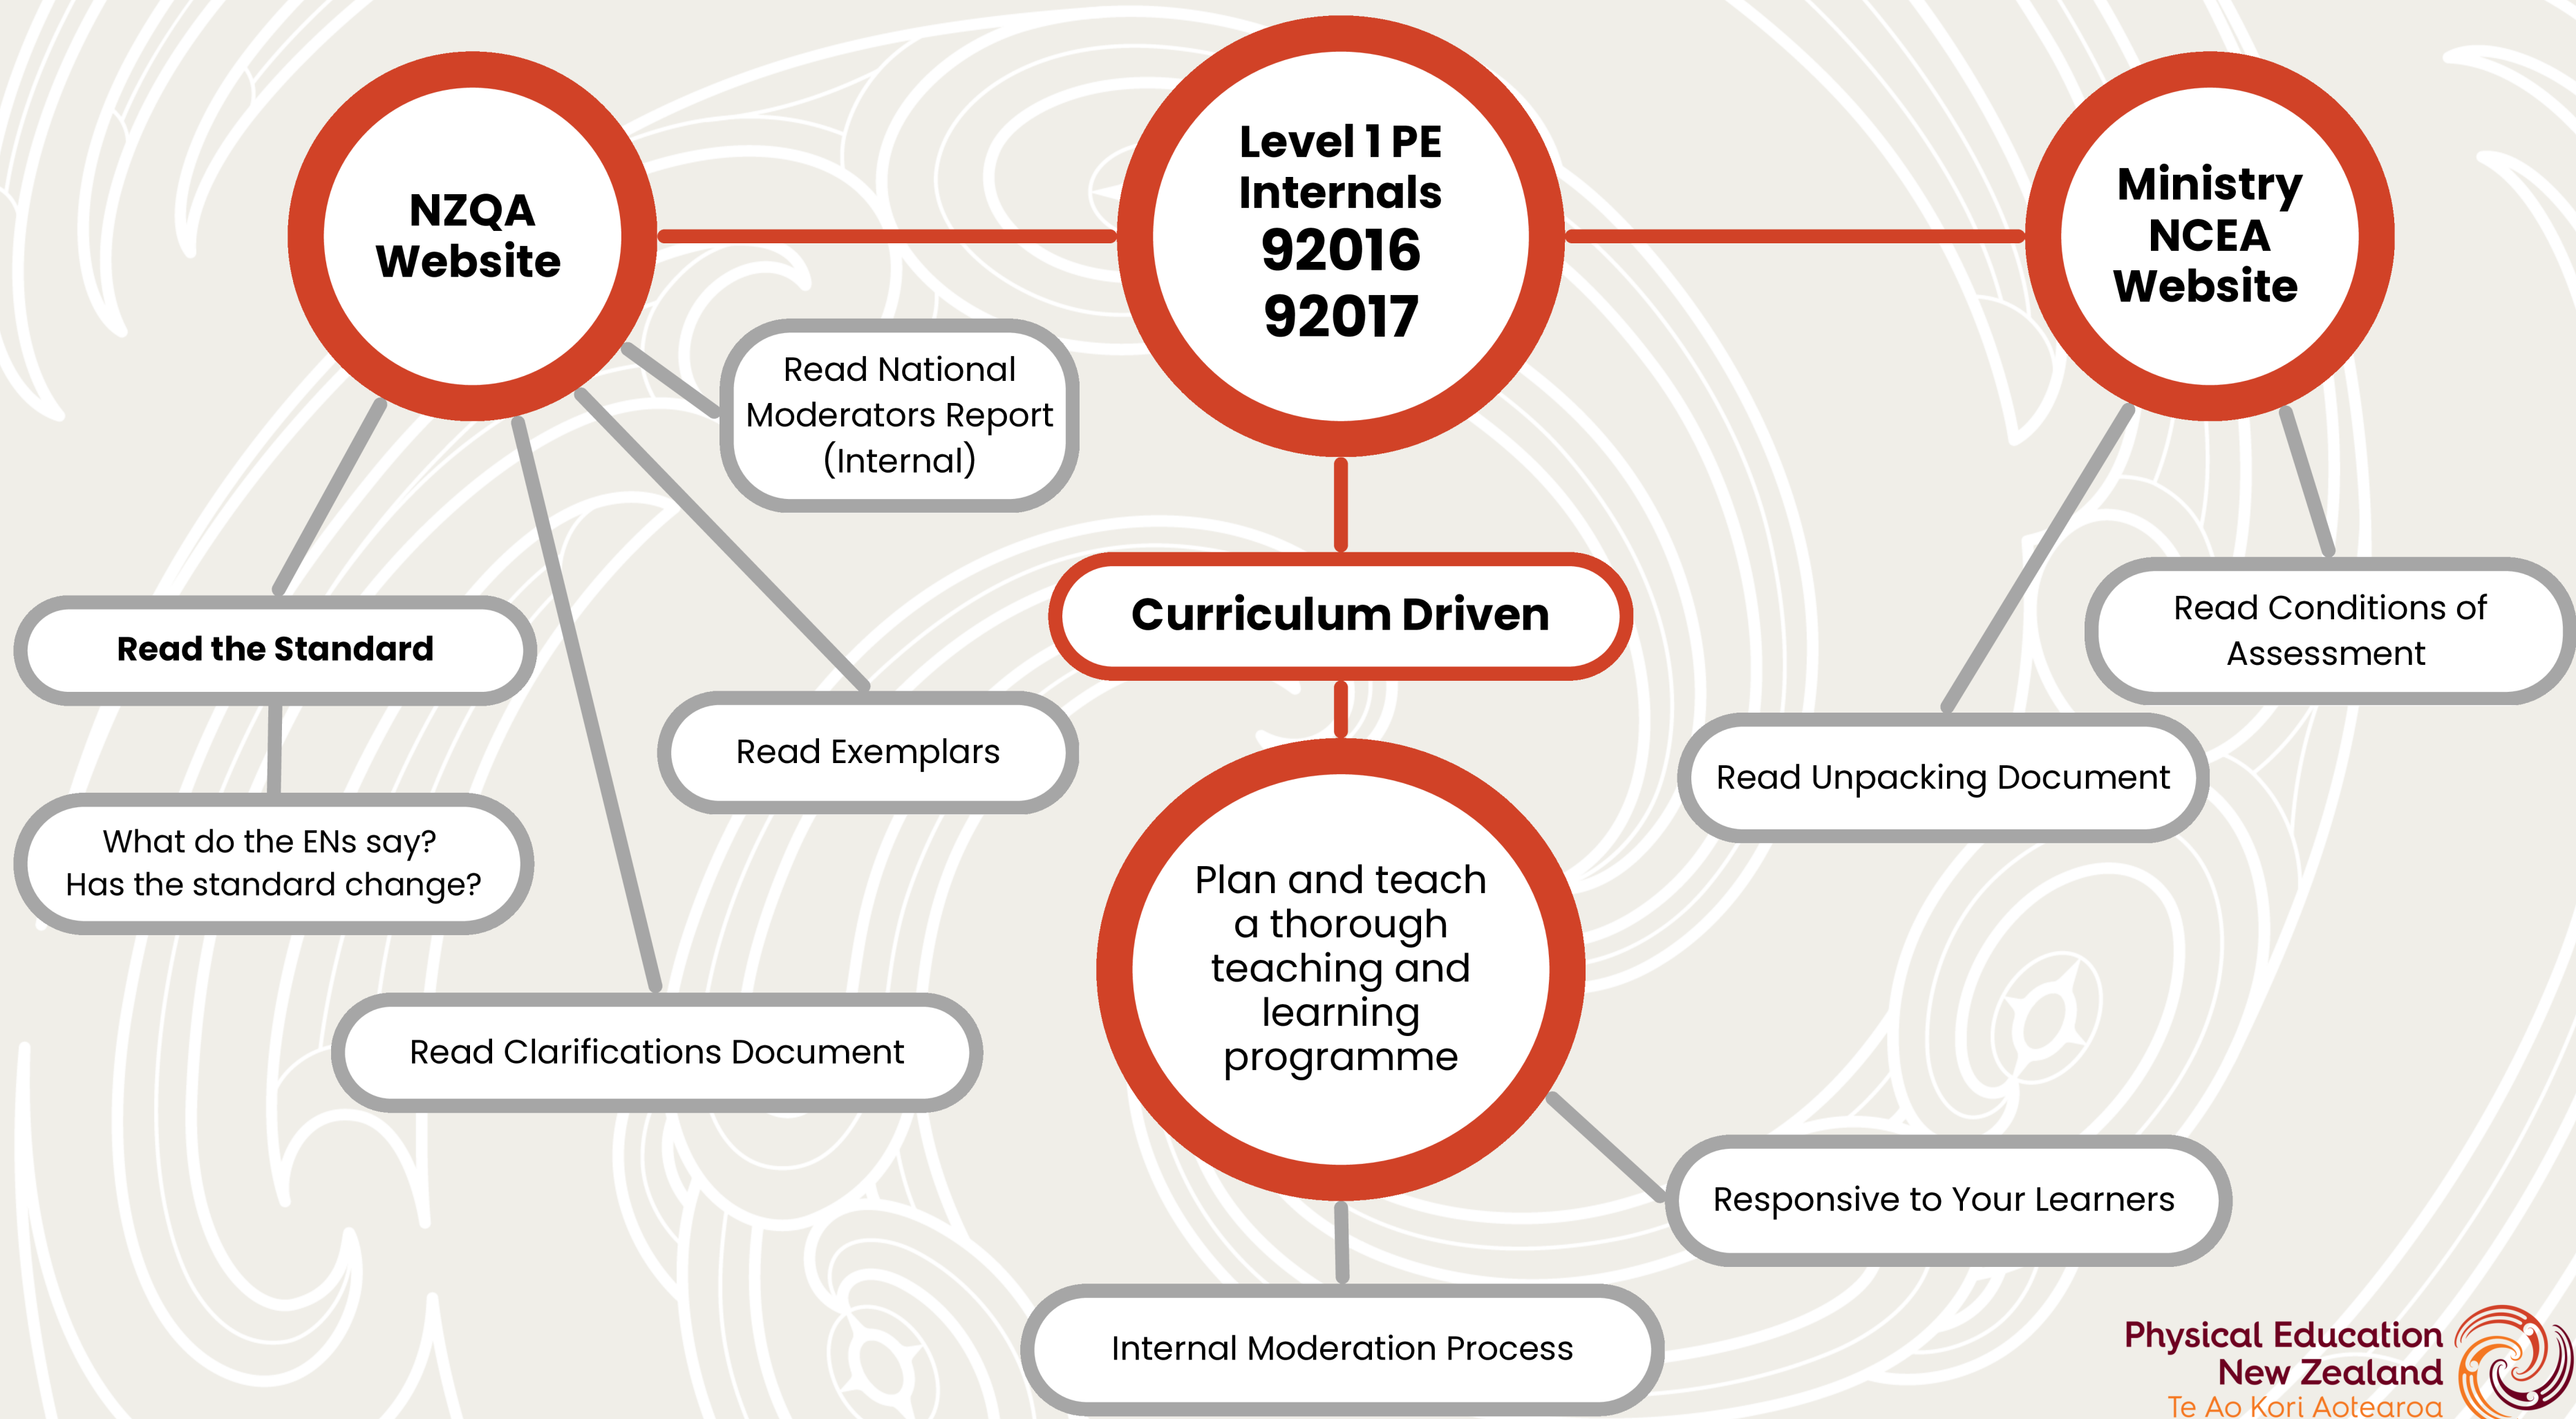 NZQA
Website
Level 1 PE
Internals
92016
92017
Ministry
NCEA
Website
Read National
Moderators Report
(Internal)
Read the Standard
What do the ENs say?
Has the standard change?
Read Exemplars
Read Clarifications Document
Curriculum Driven
Plan and teach
a thorough
teaching and
learning
programme
Read Conditions of
Assessment
Read Unpacking Document
Responsive to Your Learners
Internal Moderation Process
Physical Education
New Zealand
Te Ao Kori Aotearoa